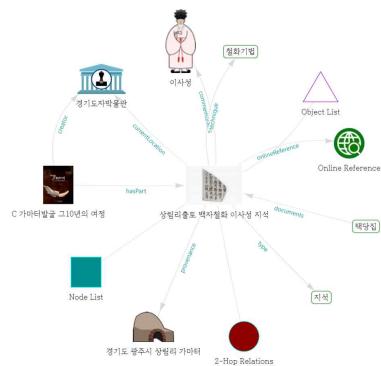 철화기법
이사성
commemorates
technique
경기도자박물관
creator
currentLocation
Object List
onlineReference
Online Reference
hasPart
C 가마터발굴 그10년의 여정
상림리출토 백자철화 이사성 지석
documents
책당집
Node List
provenance
type
지석
경기도 광주시 상림리 가마터
2-Hop Relations